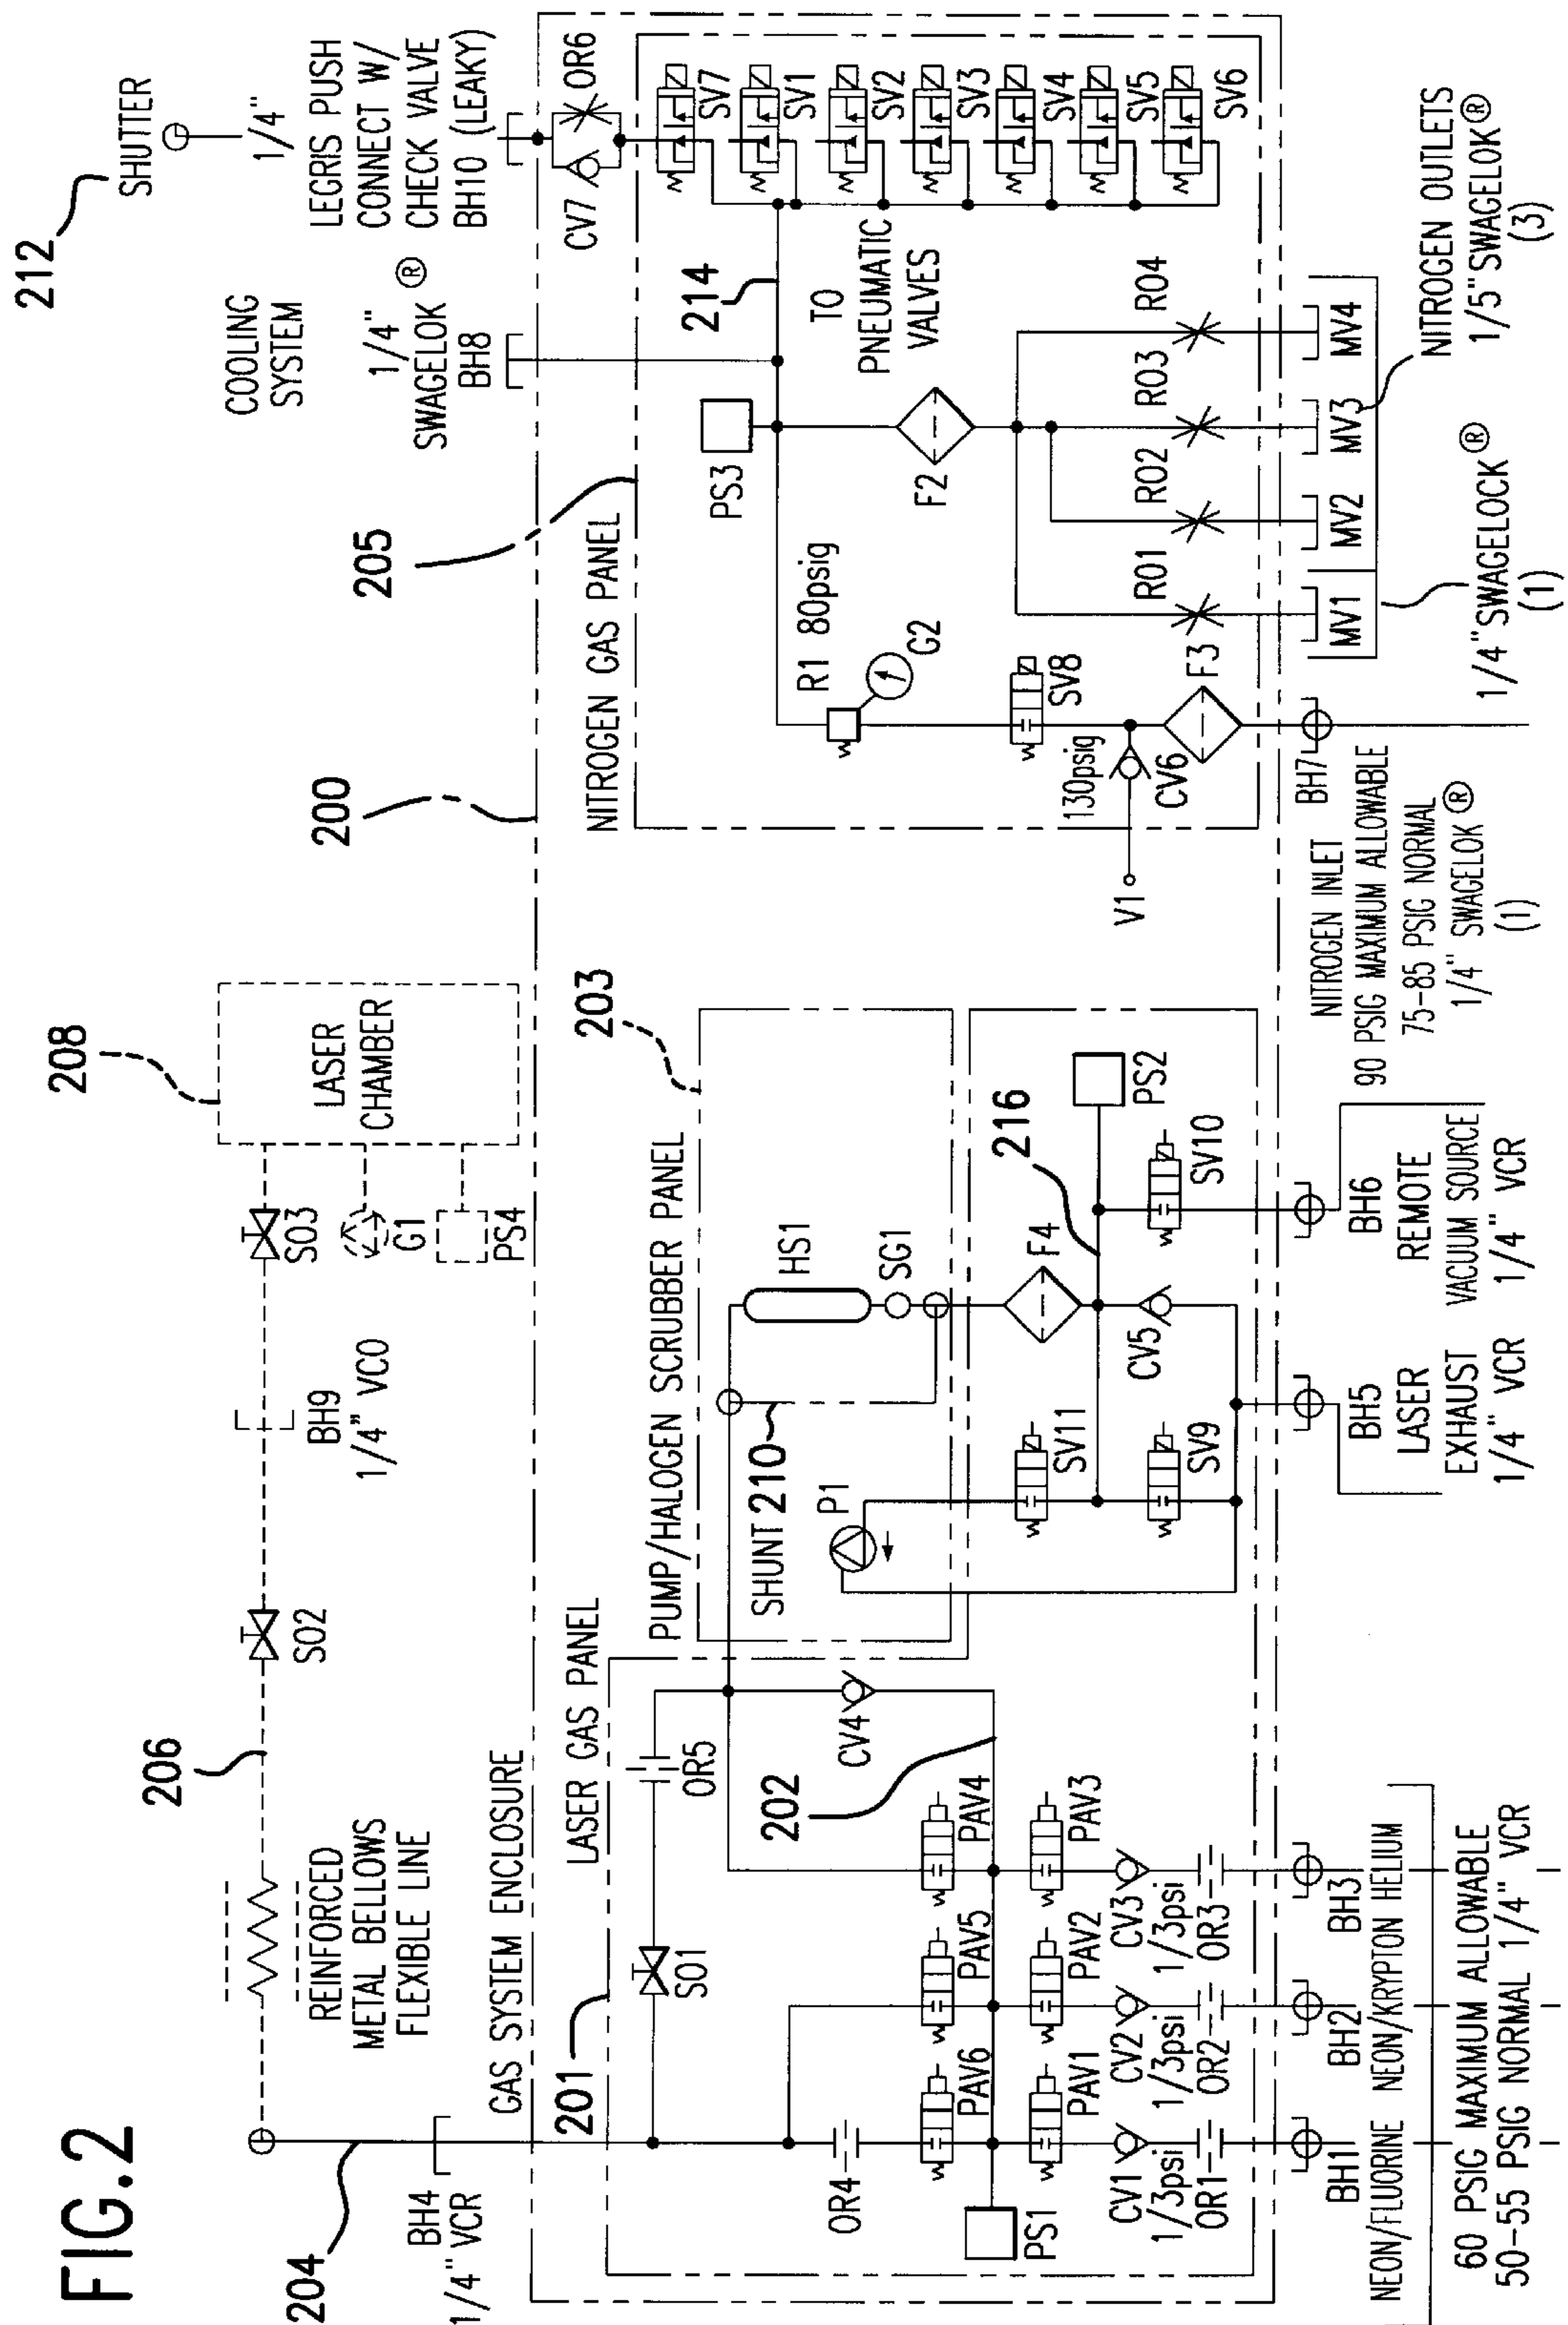 FIG.2
204
BH4
1/4" VCR
REINFORCED
METAL BELLOWS
FLEXIBLE LINE
206
SO2
BH9
1/4" VCO
SO3
G1
PS4
208
LASER
CHAMBER
COOLING
SYSTEM
1/4"
SWAGELOK®
BH8
212
SHUTTER
1/4"
LEGRIS PUSH
CONNECT W/
CHECK VALVE
BH10 (LEAKY)
GAS SYSTEM ENCLOSURE
200
201
LASER GAS PANEL
SO1
OR5
CV4
202
OR4
PAV6
PAV5
PAV4
PS1
PAV1
PAV2
PAV3
CV1
1/3psi
OR1
CV2
1/3psi
OR2
CV3
1/3psi
OR3
BH1
BH2
BH3
NEON/FLUORINE
NEON/KRYPTON
HELIUM
60 PSIG MAXIMUM ALLOWABLE
50-55 PSIG NORMAL 1/4" VCR
PUMP/HALOGEN SCRUBBER PANEL
203
SHUNT 210
HS1
SG1
P1
SV11
SV9
F4
216
CV5
PS2
SV10
BH5
LASER
EXHAUST
1/4" VCR
BH6
REMOTE
VACUUM SOURCE
1/4" VCR
NITROGEN GAS PANEL
205
PS3
214
TO
PNEUMATIC
VALVES
CV7
OR6
SV7
SV1
SV2
SV3
SV4
SV5
SV6
R1 80psig
G2
F2
SV8
130psig
CV6
V1
F3
RO1
RO2
RO3
RO4
MV1
MV2
MV3
MV4
BH7
NITROGEN INLET
90 PSIG MAXIMUM ALLOWABLE
75-85 PSIG NORMAL
1/4" SWAGELOK®
(1)
1/4"SWAGELOCK®
(1)
NITROGEN OUTLETS
1/5"SWAGELOK®
(3)